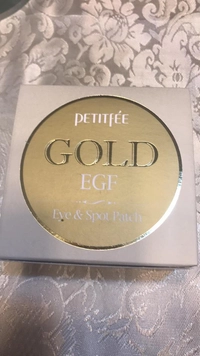 PETITFÉE
GOLD
EGF
Eye & Spot Patch